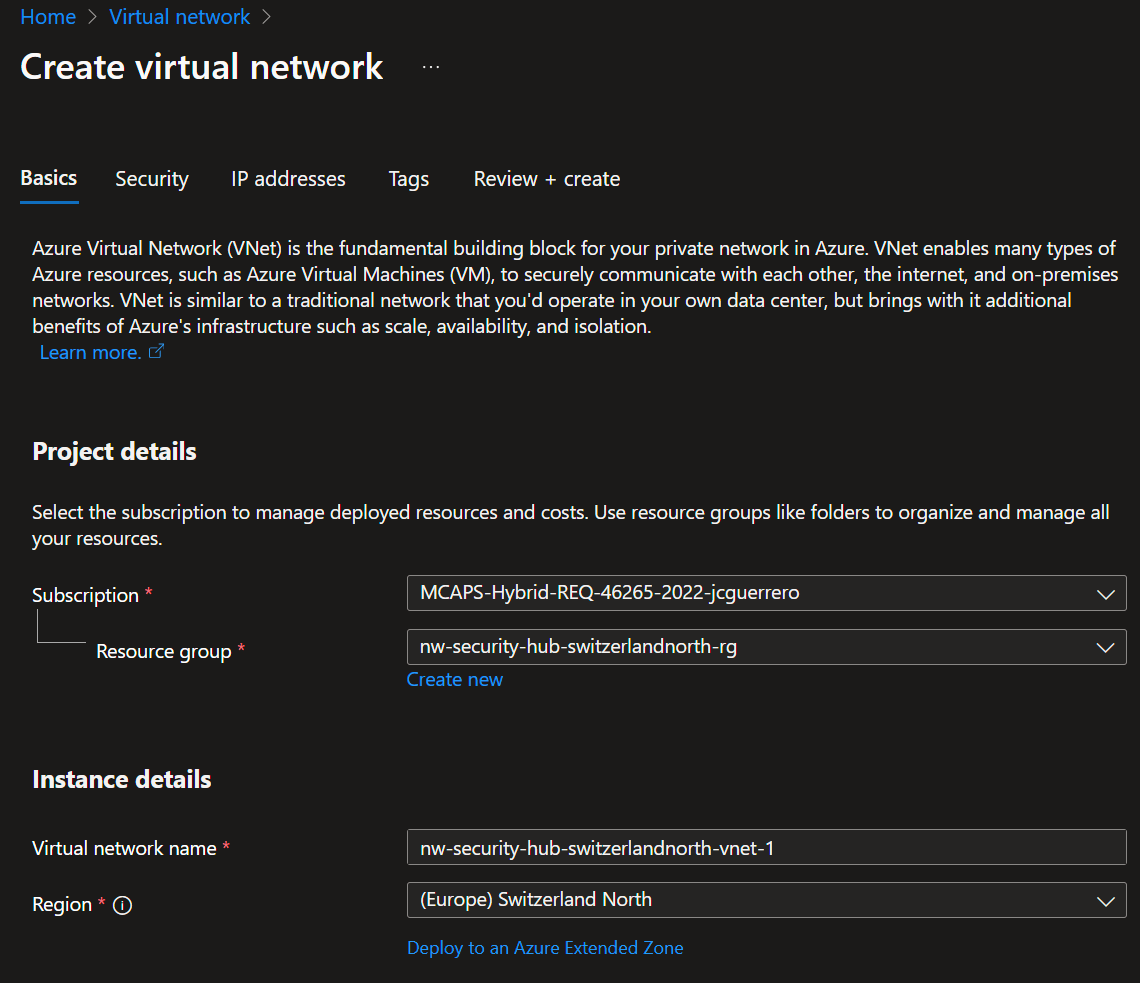 Home > Virtual network >
Create virtual network ...
Basics Security IP addresses Tags Review + create
Azure Virtual Network (VNet) is the fundamental building block for your private network in Azure. VNet enables many types of
Azure resources, such as Azure Virtual Machines (VM), to securely communicate with each other, the internet, and on-premises
networks. VNet is similar to a traditional network that you'd operate in your own data center, but brings with it additional
benefits of Azure's infrastructure such as scale, availability, and isolation.
Learn more.
Project details
Select the subscription to manage deployed resources and costs. Use resource groups like folders to organize and manage all
your resources.
Subscription * MCAPS-Hybrid-REQ-46265-2022-jcguerrero
Resource group * nw-security-hub-switzerlandnorth-rg
Create new
Instance details
Virtual network name * nw-security-hub-switzerlandnorth-vnet-1
Region * (Europe) Switzerland North
Deploy to an Azure Extended Zone